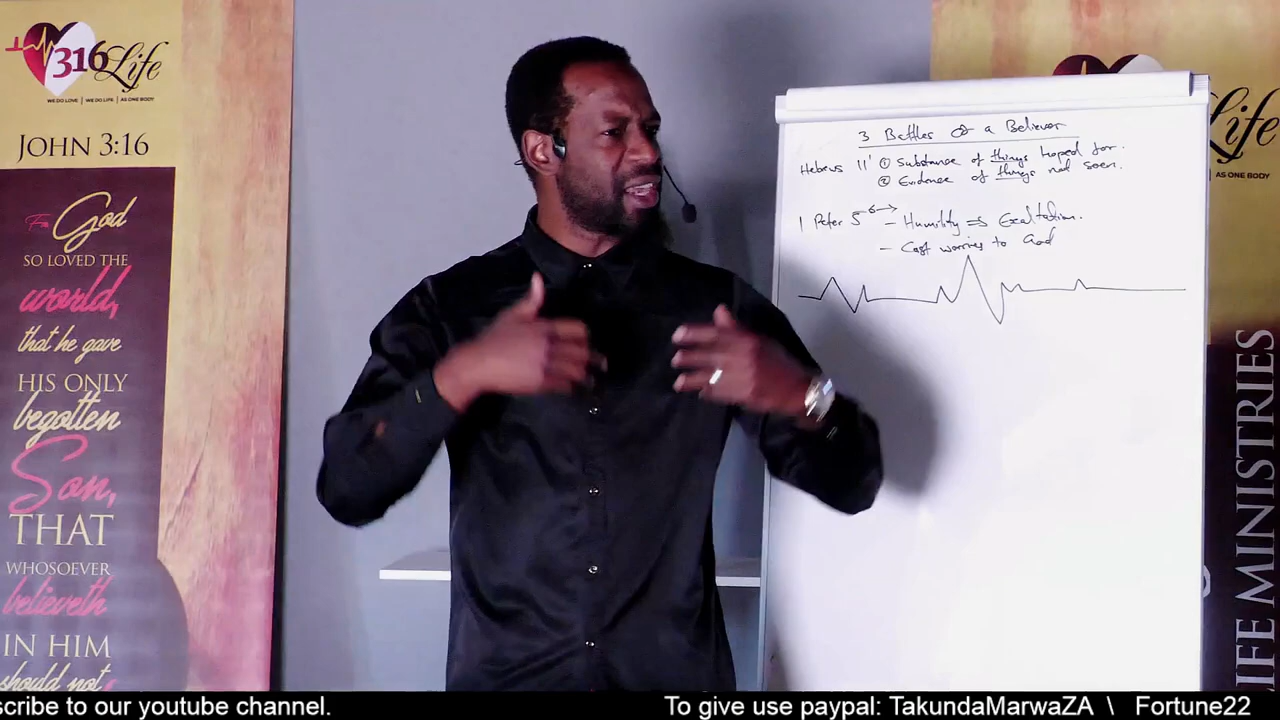 316 Life
WE DO LOVE | WE DO LIFE | AS ONE BODY
JOHN 3:16
For God
SO LOVED THE
world,
that he gave
HIS ONLY
begotten
Son,
THAT
WHOSOEVER
believeth
IN HIM
should not
3 Battles of a Believer
Hebrews 11¹ ① Substance of things hoped for.
② Evidence of things not seen.
1 Peter 5⁶→ - Humility ⇒ Exaltation.
- Cast worries to God
Life
AS ONE BODY
LIFE MINISTRIES
scribe to our youtube channel.
To give use paypal: TakundaMarwaZA \ Fortune22